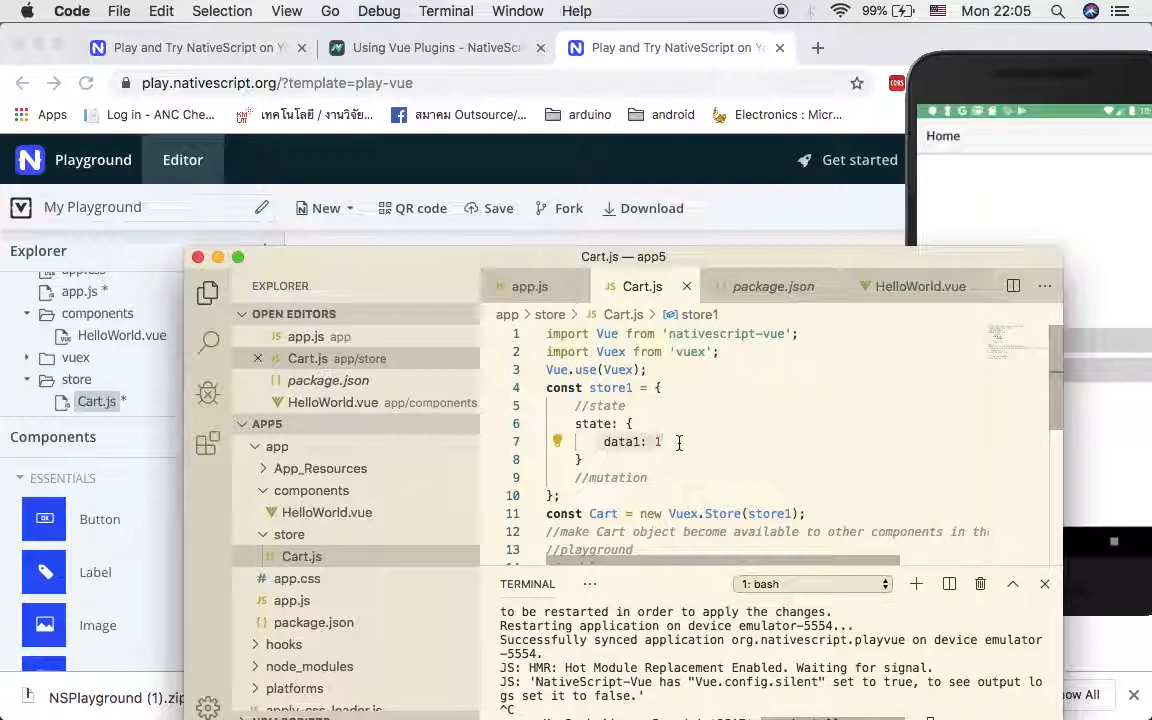 Code File Edit Selection View Go Debug Terminal Window Help 99% Mon 22:05
Play and Try NativeScript on Y Using Vue Plugins - NativeSc Play and Try NativeScript on Y
play.nativescript.org/?template=play-vue CORS
Apps Log in - ANC Che... เทคโนโลยี / งานวิจัย... สมาคม Outsource/... arduino android Electronics : Micr...
Playground Editor Get started
My Playground New QR code Save Fork Download
Home
Explorer
app.js *
components
HelloWorld.vue
vuex
store
Cart.js *
Components
ESSENTIALS
Button
Label
Image
NSPlayground (1).zip
Cart.js — app5
EXPLORER
OPEN EDITORS
app.js app
Cart.js app/store
package.json
HelloWorld.vue app/components
APP5
app
App_Resources
components
HelloWorld.vue
store
Cart.js
app.css
app.js
package.json
hooks
node_modules
platforms
app.js Cart.js package.json HelloWorld.vue
app > store > Cart.js > store1
1 import Vue from 'nativescript-vue';
2 import Vuex from 'vuex';
3 Vue.use(Vuex);
4 const store1 = {
5 //state
6 state: {
7 data1: 1
8 }
9 //mutation
10 };
11 const Cart = new Vuex.Store(store1);
12 //make Cart object become available to other components in the
13 //playground
TERMINAL ... 1: bash
to be restarted in order to apply the changes.
Restarting application on device emulator-5554...
Successfully synced application org.nativescript.playvue on device emulator
-5554.
JS: HMR: Hot Module Replacement Enabled. Waiting for signal.
JS: 'NativeScript-Vue has "Vue.config.silent" set to true, to see output lo
gs set it to false.'
^C
ow All